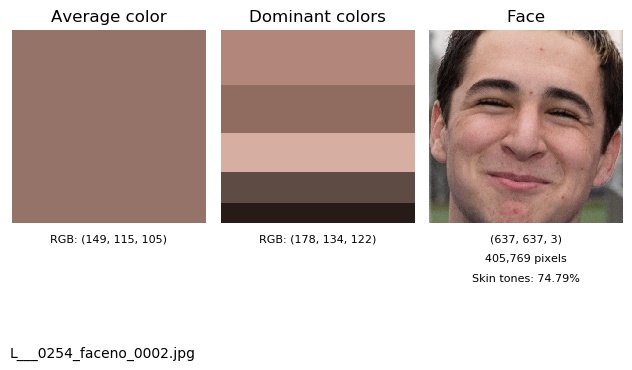 Average color
Dominant colors
Face
RGB: (149, 115, 105)
RGB: (178, 134, 122)
(637, 637, 3)
405,769 pixels
Skin tones: 74.79%
L___0254_faceno_0002.jpg